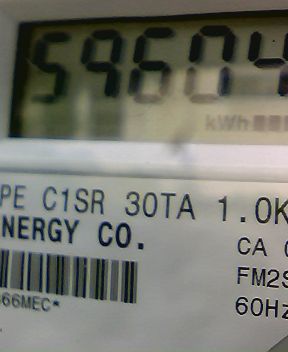 59604
kWh
PE C1SR 30TA 1.0K
NERGY CO.
CA
FM2S
60Hz
66MEC*